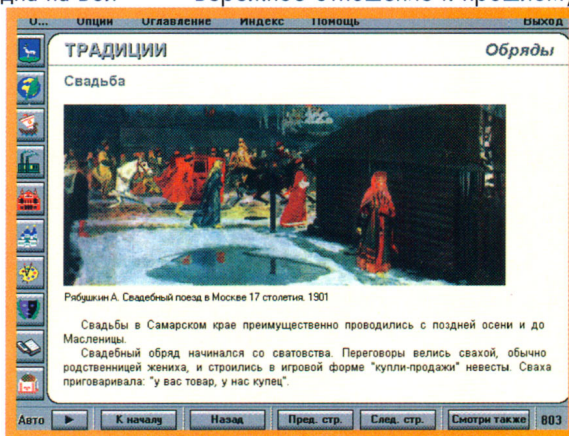 Бережное отношение к прошлому
О... Опции Оглавление Индекс Помощь Выход
ТРАДИЦИИ Обряды
Свадьба
Рябушкин А. Свадебный поезд в Москве 17 столетия. 1901
Свадьбы в Самарском крае преимущественно проводились с поздней осени и до
Масленицы.
Свадебный обряд начинался со сватовства. Переговоры велись свахой, обычно
родственницей жениха, и строились в игровой форме "купли-продажи" невесты. Сваха
приговаривала: "у вас товар, у нас купец".
Авто К началу Назад Пред. стр. След. стр. Смотри также 803